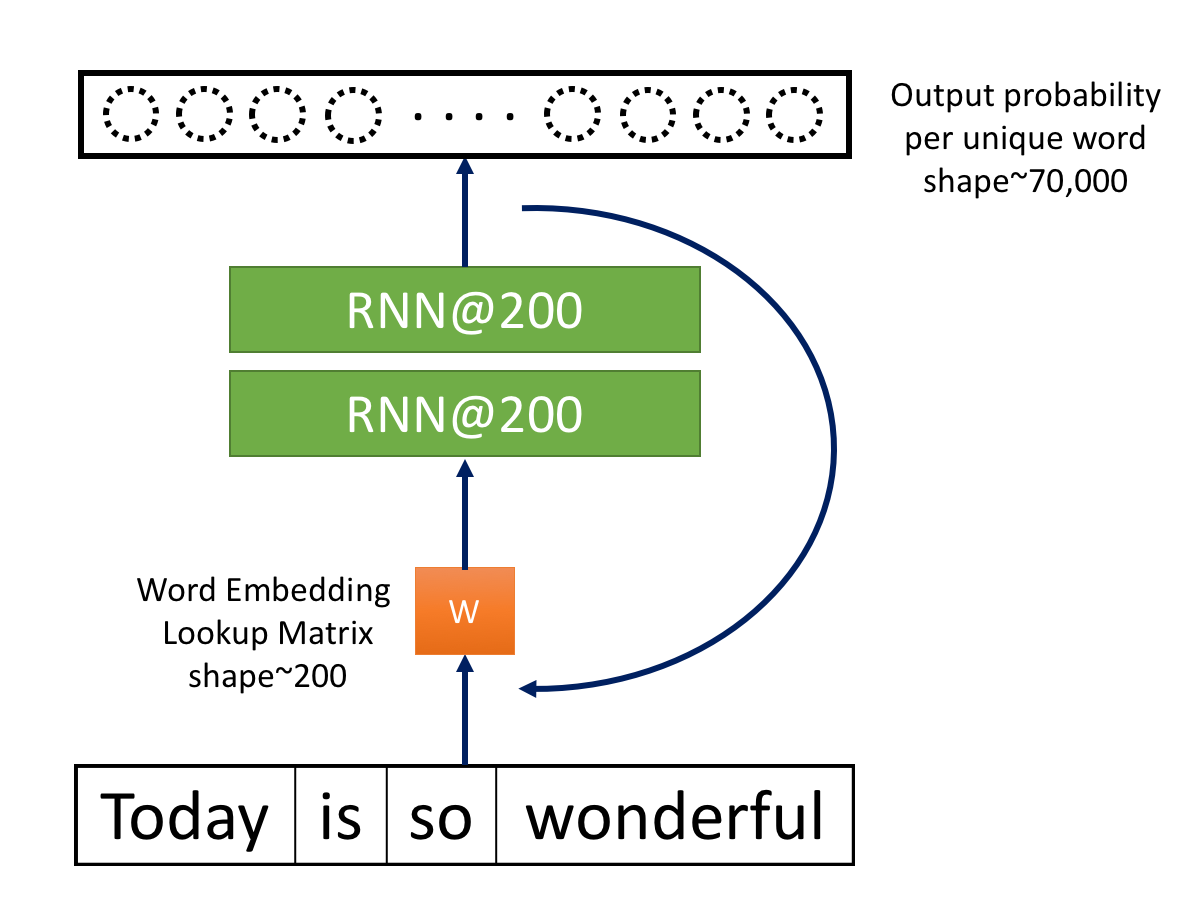 Output probability
per unique word
shape~70,000
RNN@200
RNN@200
Word Embedding
Lookup Matrix
shape~200
W
Today is so wonderful